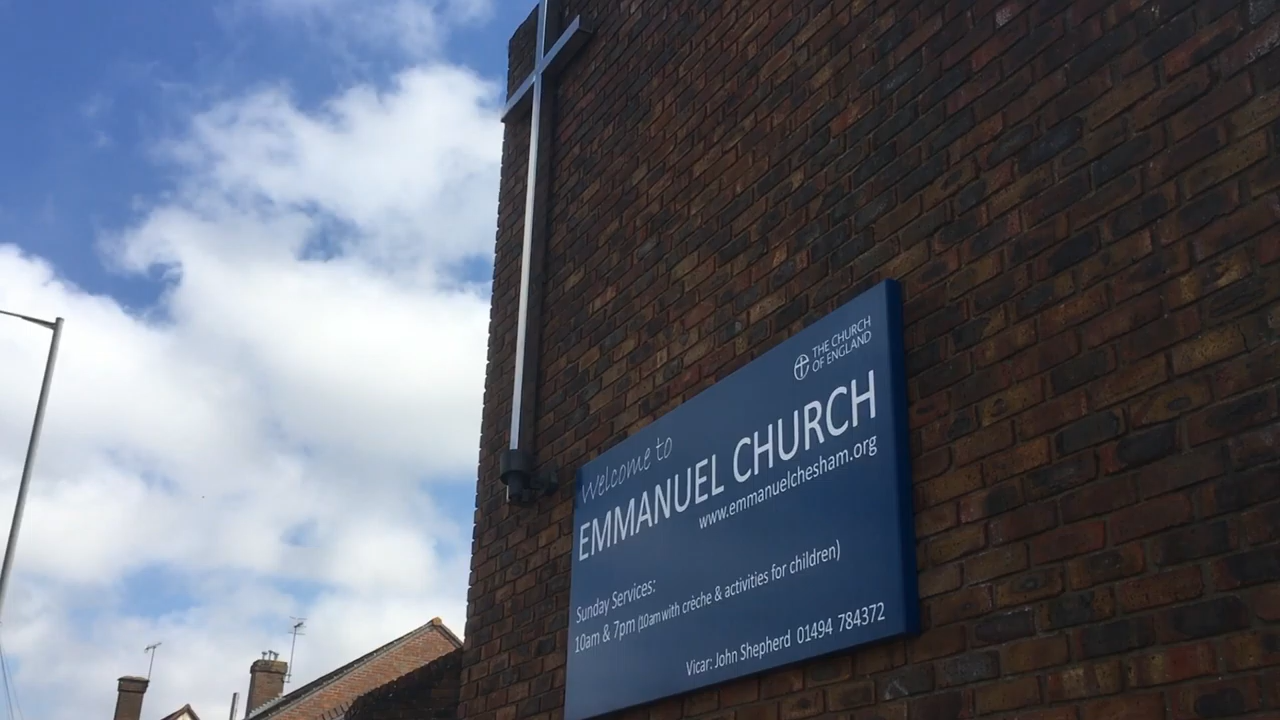 THE CHURCH
OF ENGLAND
Welcome to
EMMANUEL CHURCH
www.emmanuelchesham.org
Sunday Services:
10am & 7pm (10am with crèche & activities for children)
Vicar: John Shepherd 01494 784372